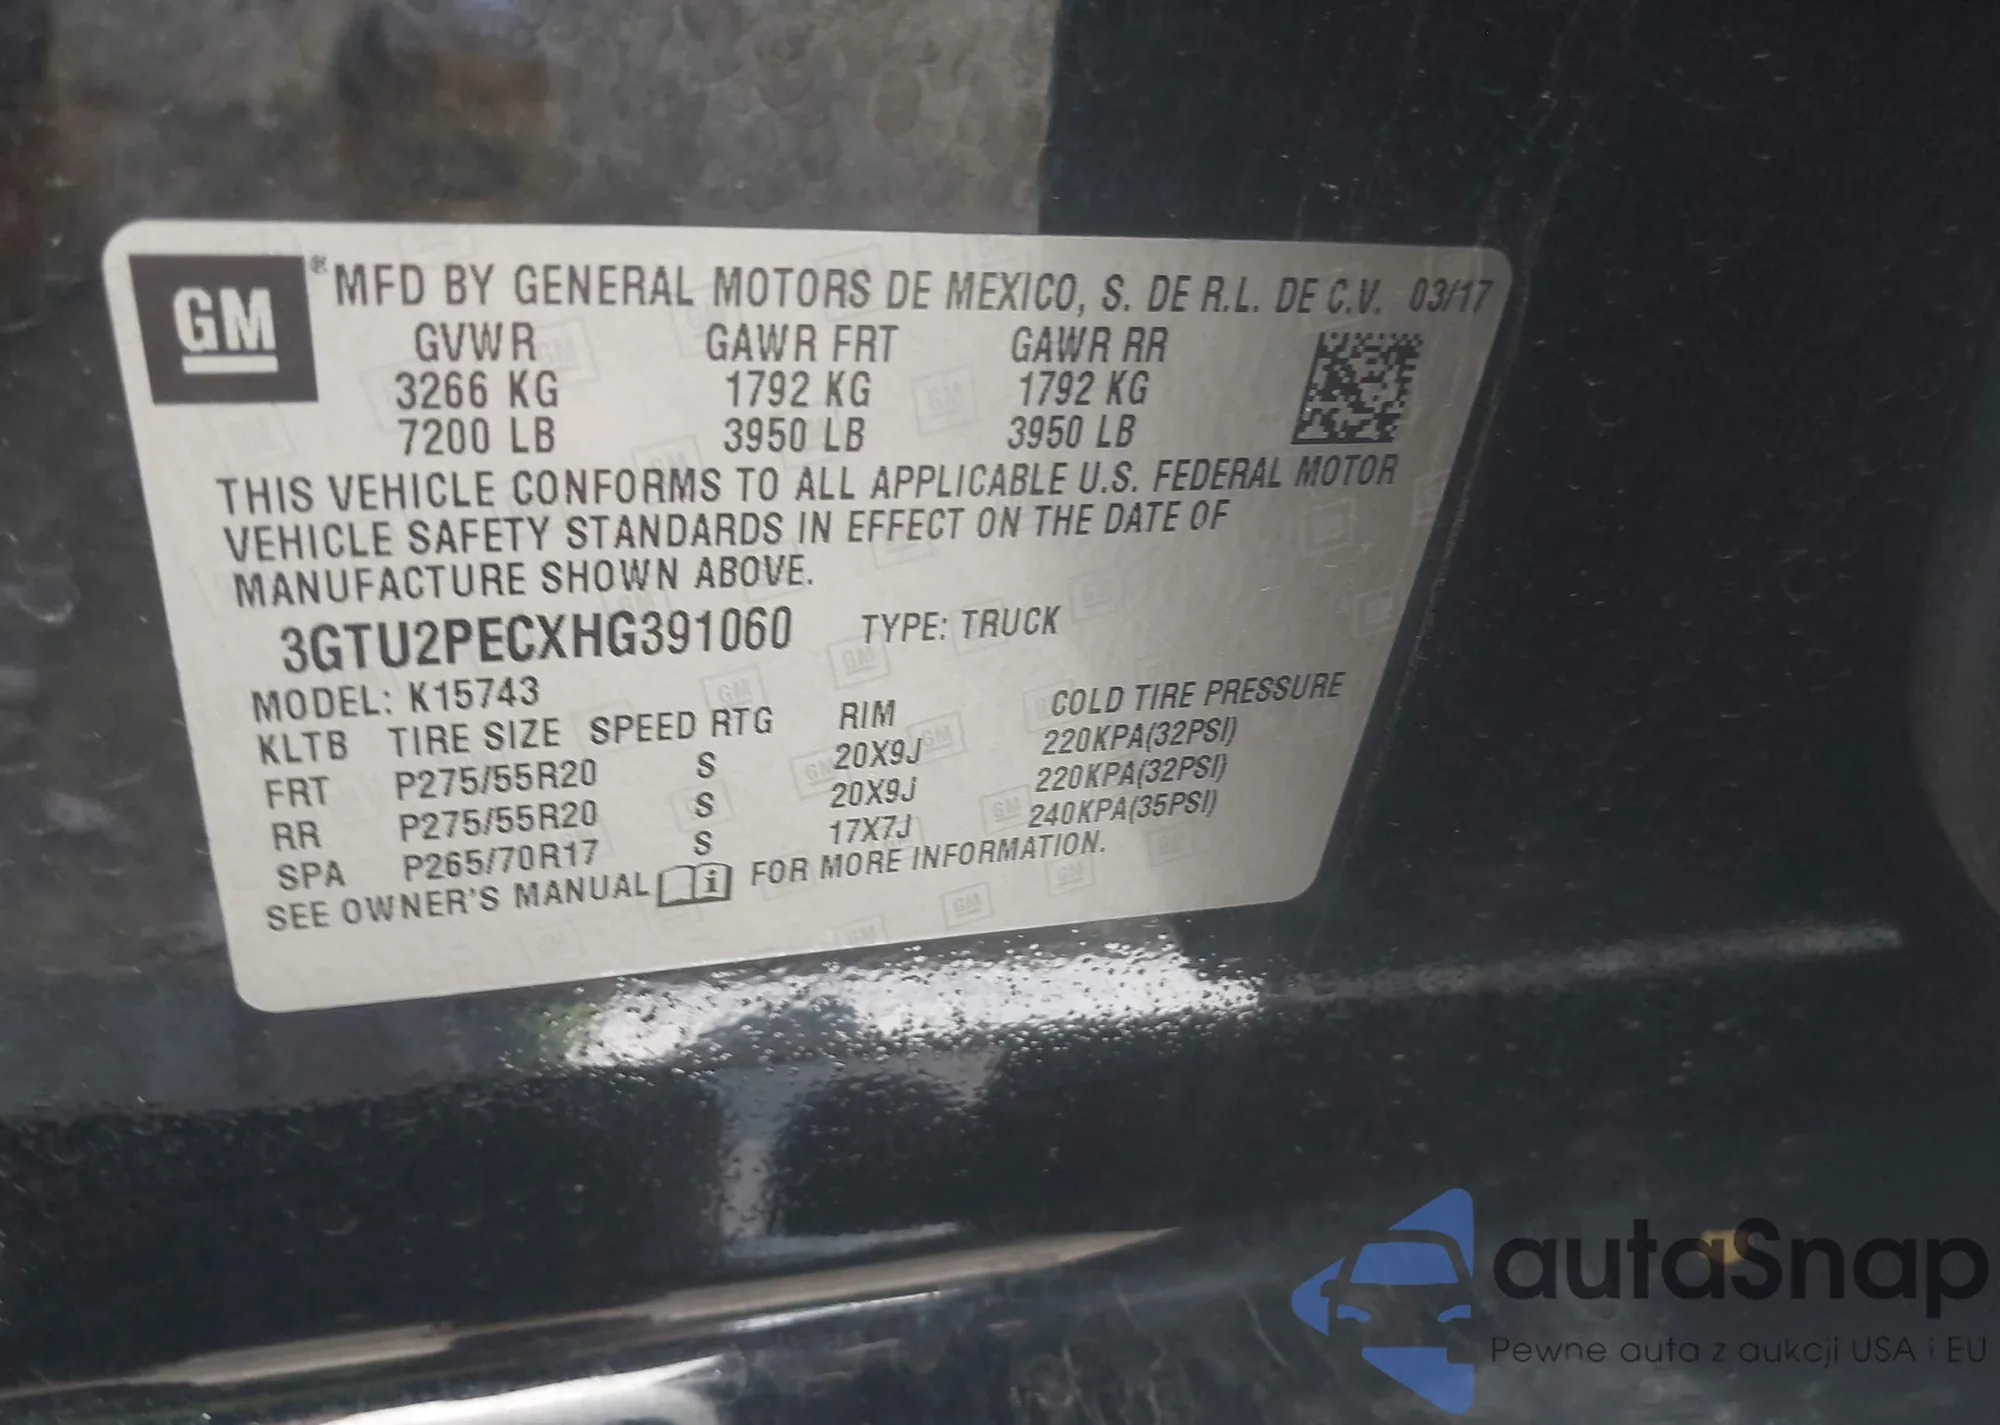 GM
® MFD BY GENERAL MOTORS DE MEXICO, S. DE R.L. DE C.V. 03/17
GVWR GAWR FRT GAWR RR
3266 KG 1792 KG 1792 KG
7200 LB 3950 LB 3950 LB
THIS VEHICLE CONFORMS TO ALL APPLICABLE U.S. FEDERAL MOTOR
VEHICLE SAFETY STANDARDS IN EFFECT ON THE DATE OF
MANUFACTURE SHOWN ABOVE.
3GTU2PECXHG391060 TYPE: TRUCK
MODEL: K15743
KLTB TIRE SIZE SPEED RTG RIM COLD TIRE PRESSURE
FRT P275/55R20 S 20X9J 220KPA(32PSI)
RR P275/55R20 S 20X9J 220KPA(32PSI)
SPA P265/70R17 S 17X7J 240KPA(35PSI)
SEE OWNER'S MANUAL i FOR MORE INFORMATION.
autaSnap
Pewne auta z aukcji USA i EU